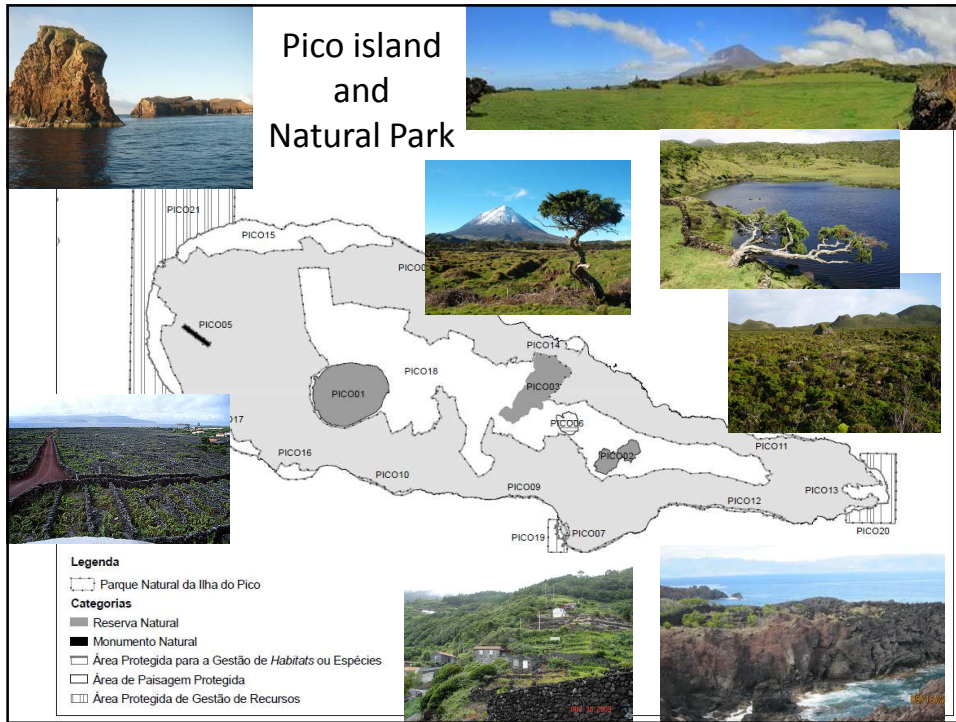 Pico island
and
Natural Park
PICO21
PICO15
PICO05
PICO14
PICO18
PICO03
PICO01
PICO06
PICO11
PICO02
PICO16
PICO10
PICO09
PICO12
PICO13
PICO19
PICO07
PICO20
Legenda
Parque Natural da Ilha do Pico
Categorias
Reserva Natural
Monumento Natural
Área Protegida para a Gestão de Habitats ou Espécies
Área de Paisagem Protegida
Área Protegida de Gestão de Recursos